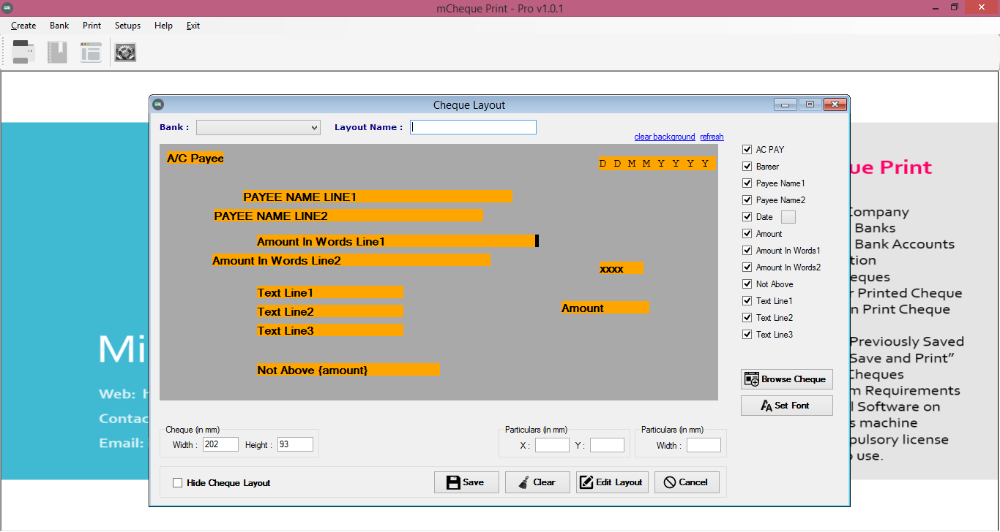 mCheque Print - Pro v1.0.1
Create Bank Print Setups Help Exit
Cheque Layout
Bank : Layout Name :
clear background refresh
A/C Payee
D D M M Y Y Y Y
PAYEE NAME LINE1
PAYEE NAME LINE2
Amount In Words Line1
Amount In Words Line2
xxxx
Text Line1
Amount
Text Line2
Text Line3
Not Above {amount}
AC PAY
Bareer
Payee Name1
Payee Name2
Date
Amount
Amount In Words1
Amount In Words2
Not Above
Text Line1
Text Line2
Text Line3
Browse Cheque
Set Font
Cheque (in mm)
Width : 202 Height : 93
Particulars (in mm)
X : Y :
Particulars (in mm)
Width :
Hide Cheque Layout
Save Clear Edit Layout Cancel
Mi
Web: h
Contac
Email:
ue Print
Company
Banks
Bank Accounts
tion
eques
r Printed Cheque
n Print Cheque
Previously Saved
Save and Print”
Cheques
m Requirements
l Software on
s machine
pulsory license
o use.